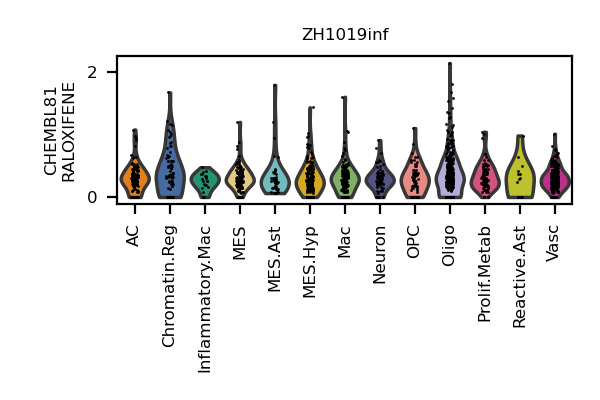 ZH1019inf
CHEMBL81
RALOXIFENE
2
0
AC
Chromatin.Reg
Inflammatory.Mac
MES
MES.Ast
MES.Hyp
Mac
Neuron
OPC
Oligo
Prolif.Metab
Reactive.Ast
Vasc